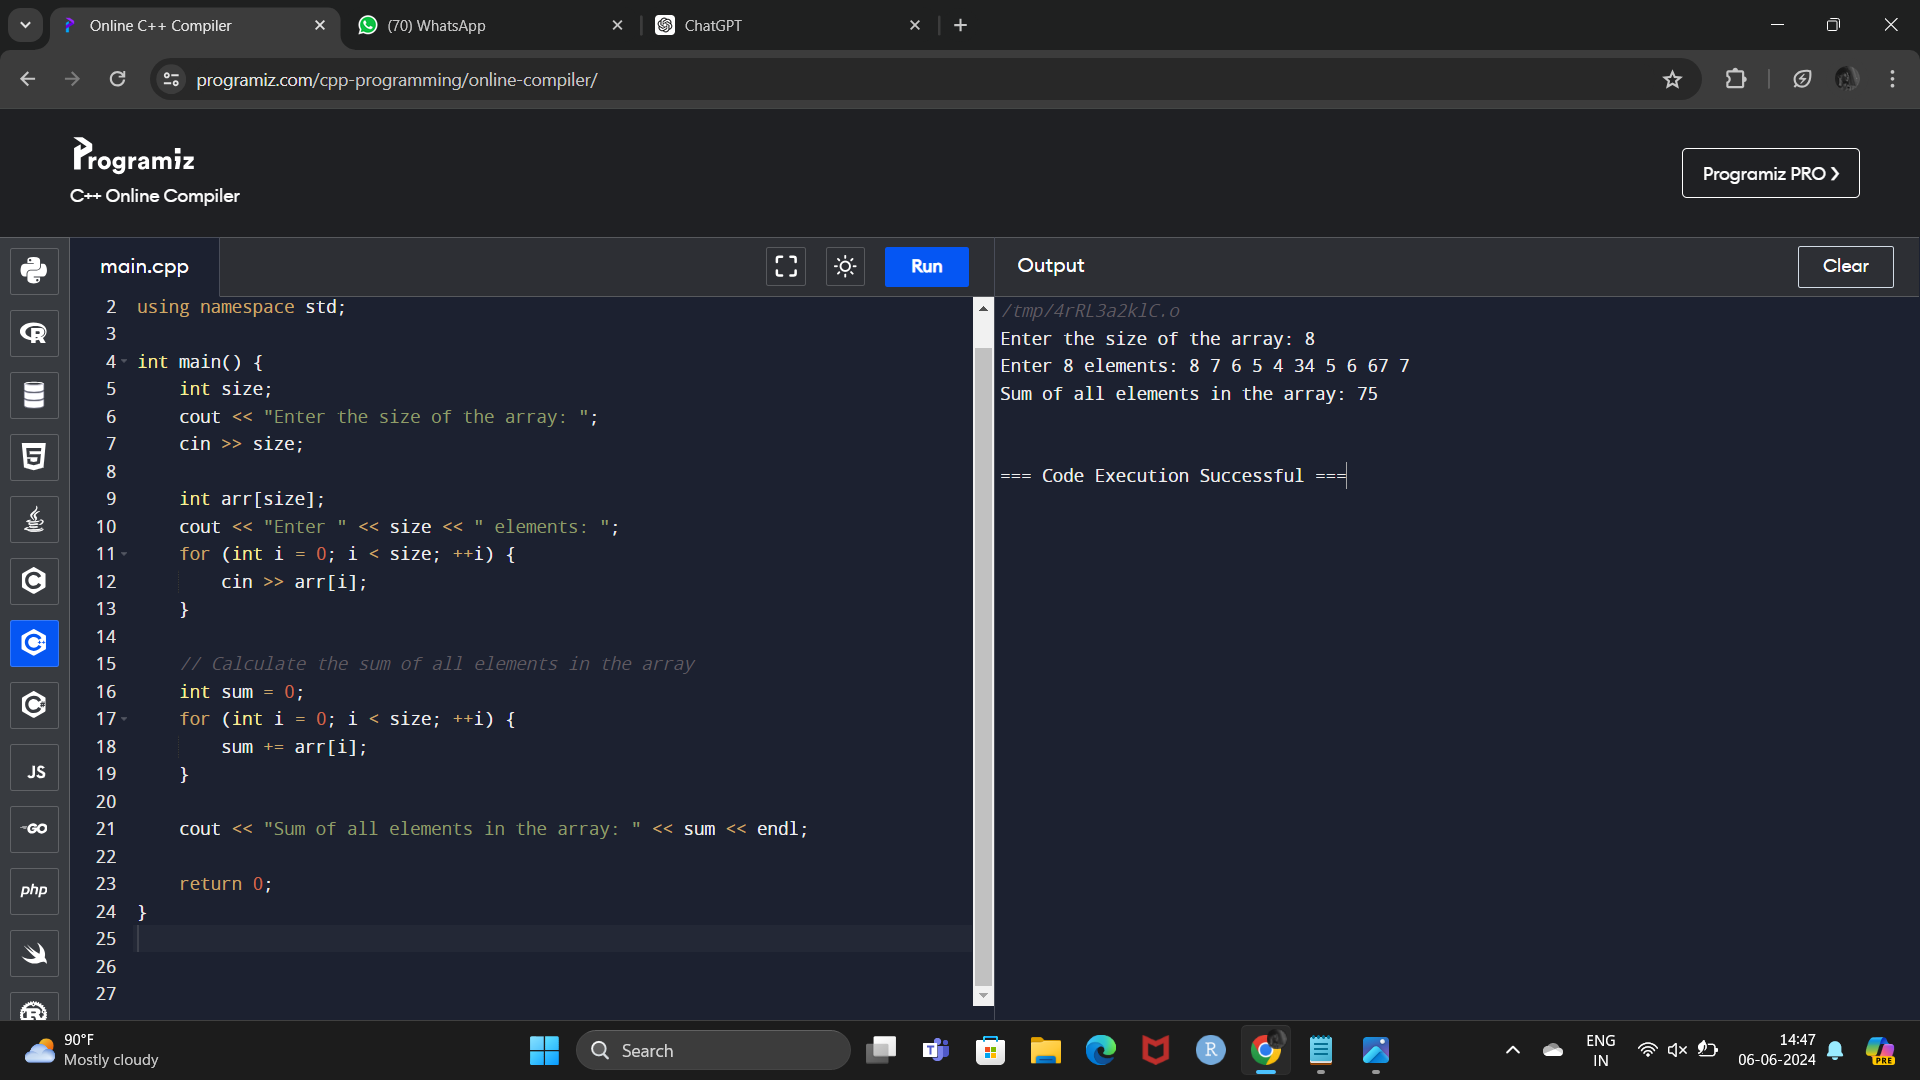 Online C++ Compiler
(70) WhatsApp
ChatGPT
programiz.com/cpp-programming/online-compiler/
Programiz
C++ Online Compiler
Programiz PRO ❯
main.cpp
Run
Output
Clear
2 using namespace std;
3
4 int main() {
5 int size;
6 cout << "Enter the size of the array: ";
7 cin >> size;
8
9 int arr[size];
10 cout << "Enter " << size << " elements: ";
11 for (int i = 0; i < size; ++i) {
12 cin >> arr[i];
13 }
14
15 // Calculate the sum of all elements in the array
16 int sum = 0;
17 for (int i = 0; i < size; ++i) {
18 sum += arr[i];
19 }
20
21 cout << "Sum of all elements in the array: " << sum << endl;
22
23 return 0;
24 }
25
26
27
/tmp/4rRL3a2klC.o
Enter the size of the array: 8
Enter 8 elements: 8 7 6 5 4 34 5 6 67 7
Sum of all elements in the array: 75
=== Code Execution Successful ===
JS
GO
php
90°F
Mostly cloudy
Search
ENG
IN
14:47
06-06-2024
PRE